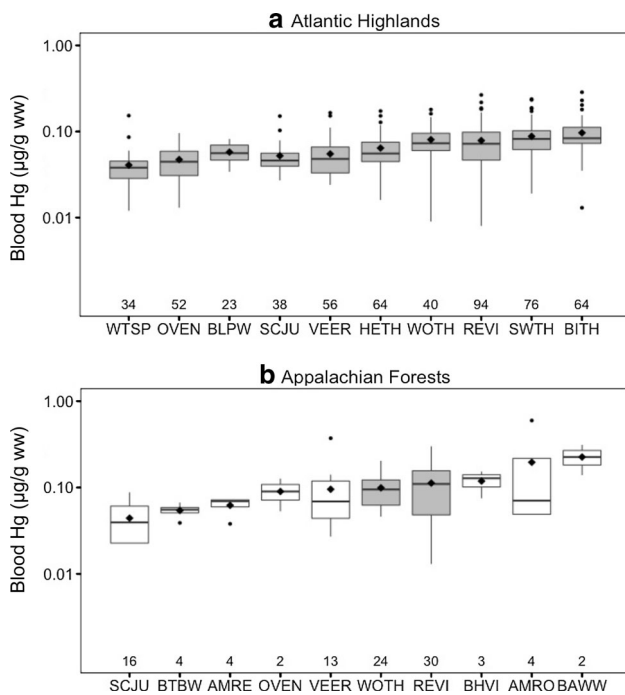 a Atlantic Highlands
1.00
0.10
0.01
Blood Hg (µg/g ww)
34 52 23 38 56 64 40 94 76 64
WTSP OVEN BLPW SCJU VEER HETH WOTH REVI SWTH BITH
b Appalachian Forests
1.00
0.10
0.01
Blood Hg (µg/g ww)
16 4 4 2 13 24 30 3 4 2
SCJU BTBW AMRE OVEN VEER WOTH REVI BHVI AMRO BAWW